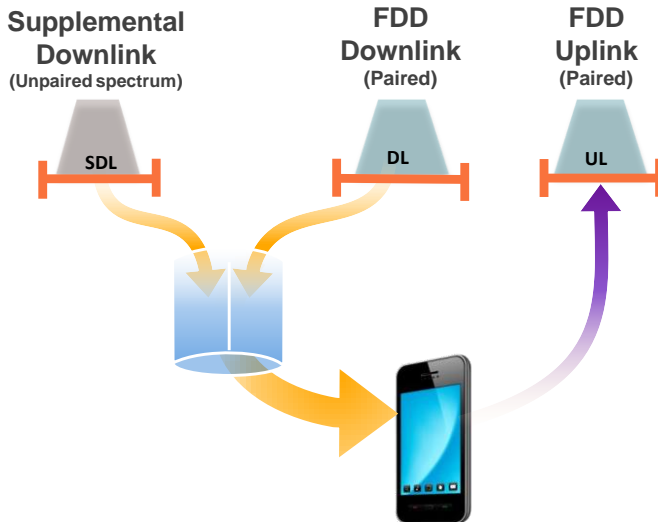 Supplemental
Downlink
(Unpaired spectrum)
FDD
Downlink
(Paired)
FDD
Uplink
(Paired)
SDL
DL
UL